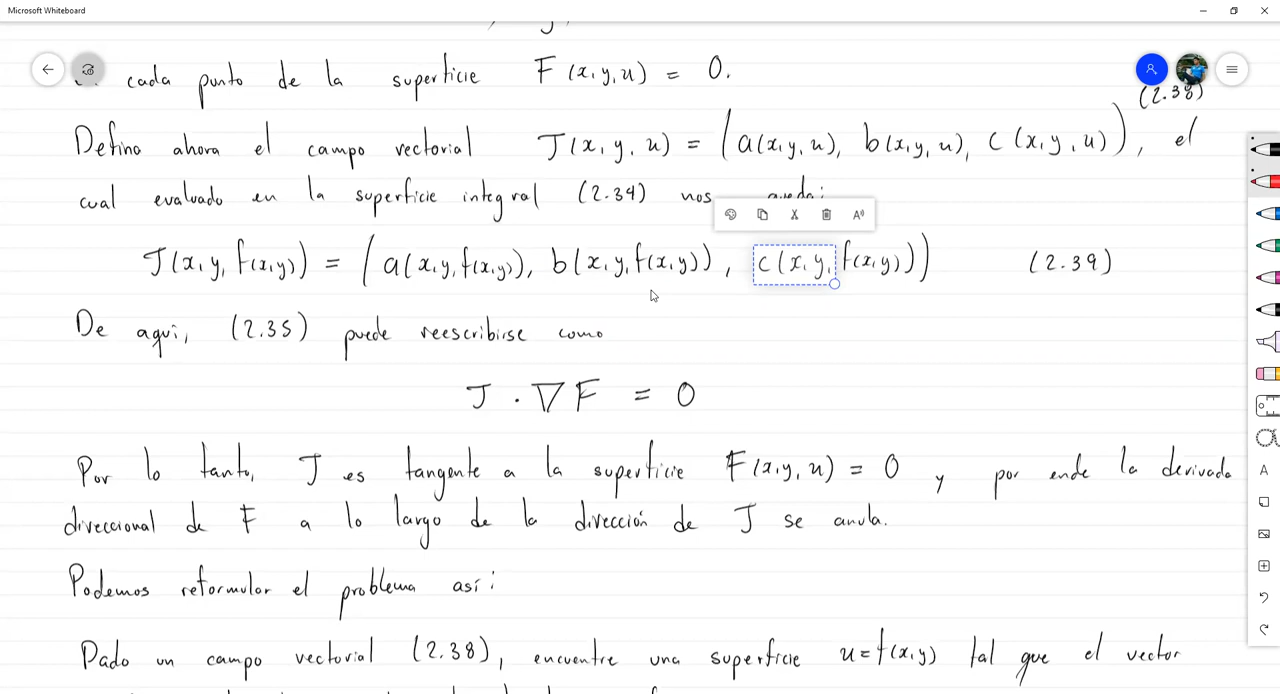 Microsoft Whiteboard
cada punto de la superficie F(x,y,u) = 0.
(2.38)
Defina ahora el campo vectorial J(x,y,u) = (a(x,y,u), b(x,y,u), c(x,y,u)), el
cual evaluado en la superficie integral (2.34) nos queda:
J(x,y,f(x,y)) = (a(x,y,f(x,y)), b(x,y,f(x,y)), c(x,y,f(x,y))) (2.39)
De aquí, (2.35) puede reescribirse como
J · ∇F = 0
Por lo tanto, J es tangente a la superficie F(x,y,u) = 0 y por ende la derivada
direccional de F a lo largo de la dirección de J se anula.
Podemos reformular el problema así:
Dado un campo vectorial (2.38), encuentre una superficie u=f(x,y) tal que el vector